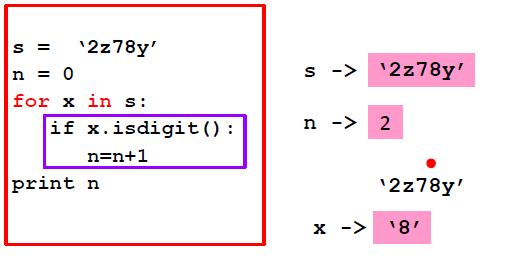 s =  ‘2z78y’
n = 0
for x in s:
   if x.isdigit():
      n=n+1
print n
s -> ‘2z78y’
n -> 2
‘2z78y’
x -> ‘8’